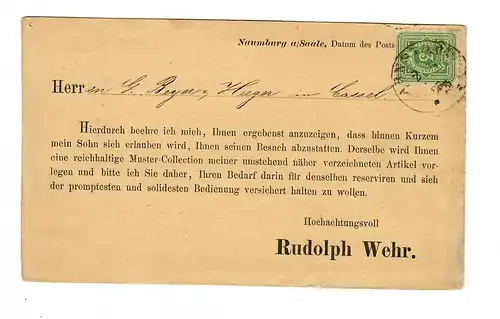 Naumburg a/Saale, Datum des Posts
Herren G. Beyer & Heeger in Cassel.
Hierdurch beehre ich mich, Ihnen ergebenst anzuzeigen, dass binnen Kurzem
mein Sohn sich erlauben wird, Ihnen seinen Besuch abzustatten. Derselbe wird Ihnen
eine reichhaltige Muster-Collection meiner umstehend näher verzeichneten Artikel vor-
legen und bitte ich Sie daher, Ihren Bedarf darin für denselben reserviren und sich
der promptesten und solidesten Bedienung versichert halten zu wollen.
Hochachtungsvoll
Rudolph Wehr.